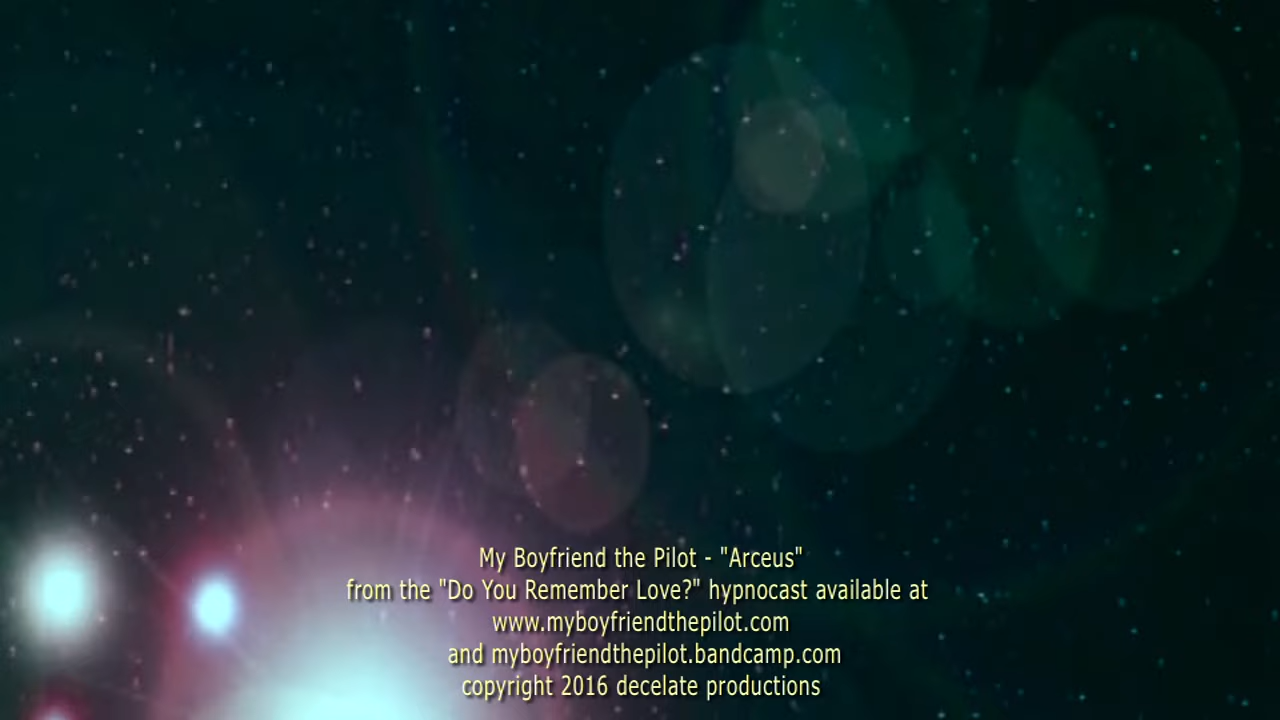 My Boyfriend the Pilot - "Arceus"
from the "Do You Remember Love?" hypnocast available at
www.myboyfriendthepilot.com
and myboyfriendthepilot.bandcamp.com
copyright 2016 decelate productions